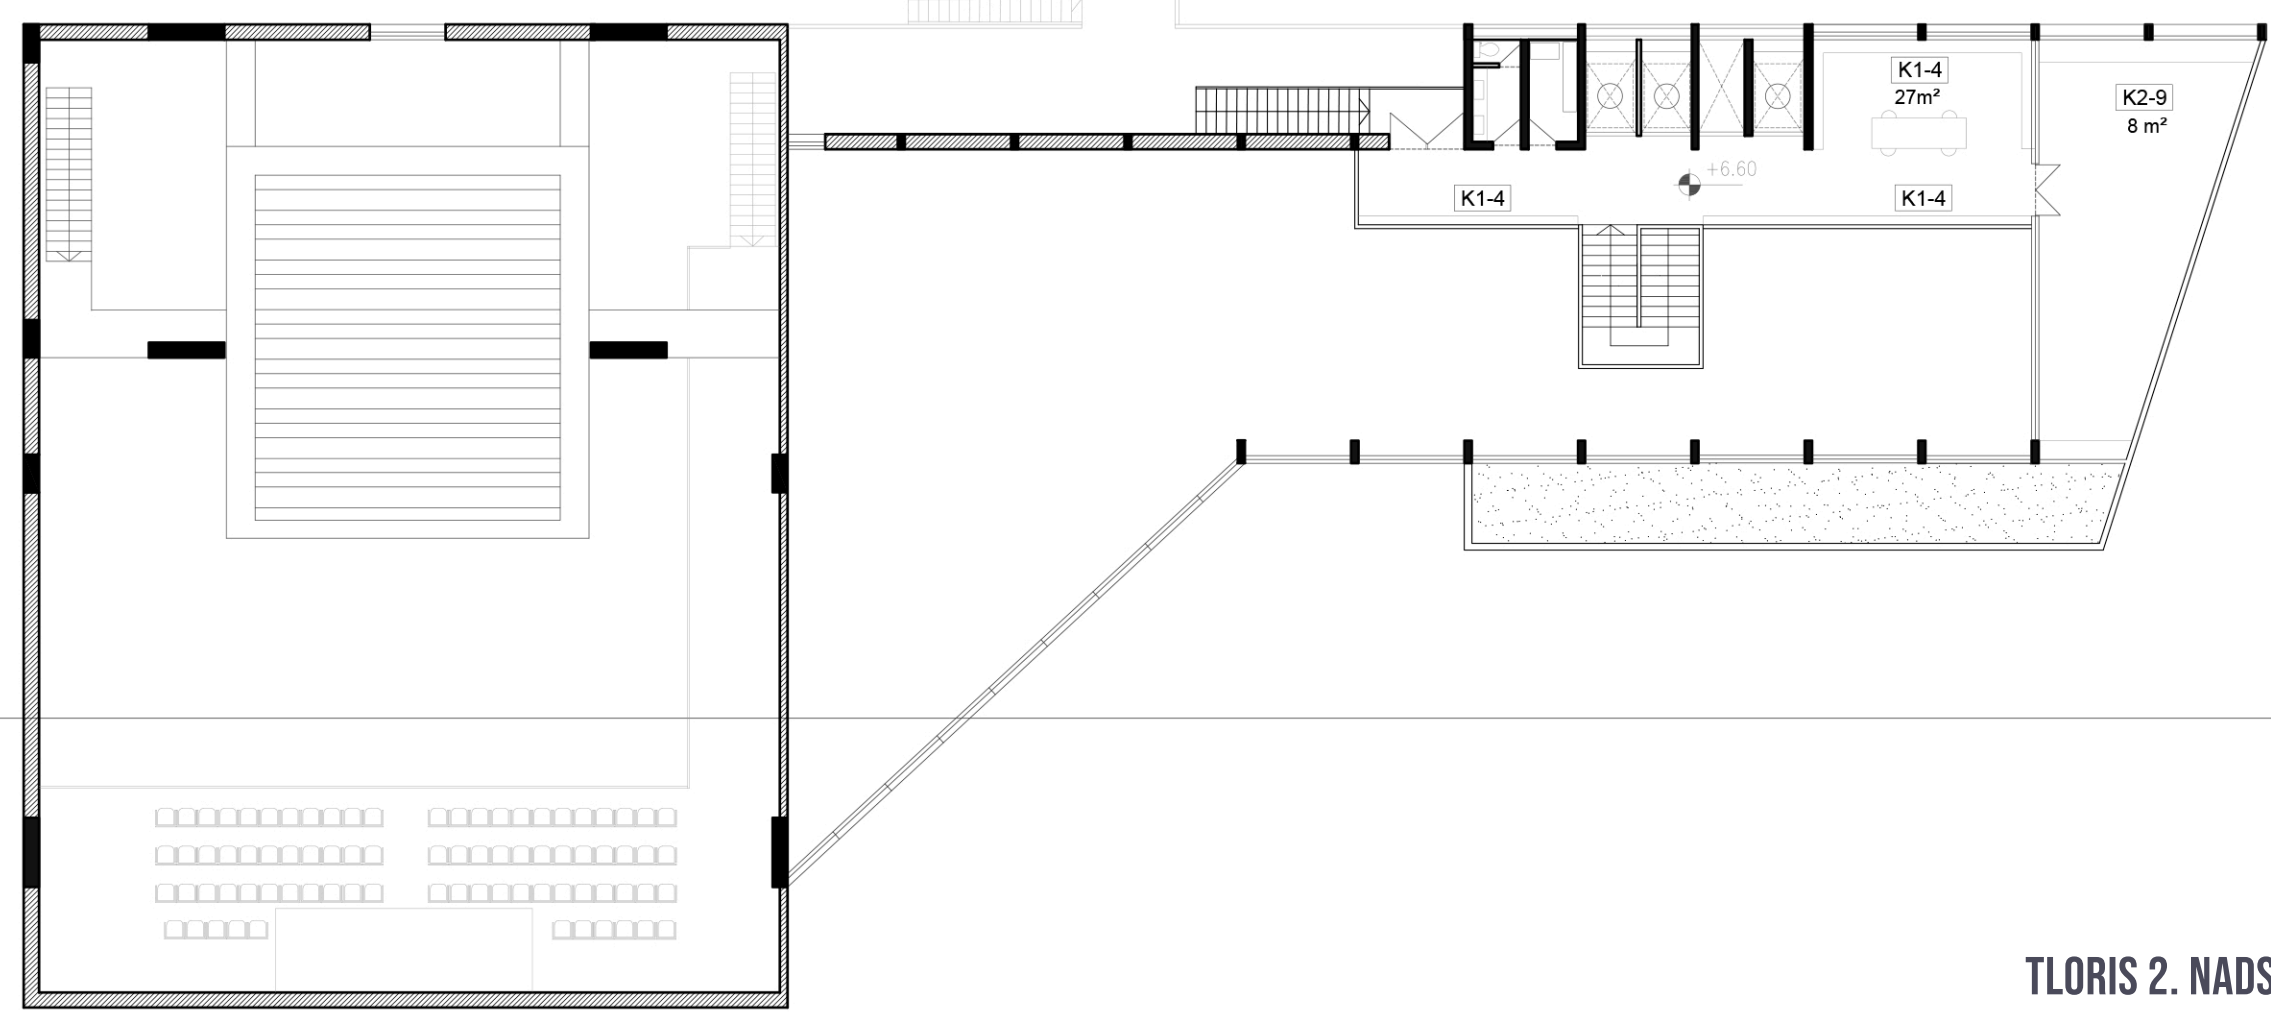 K1-4
27m²
K2-9
8 m²
+6.60
K1-4
K1-4
TLORIS 2. NADS